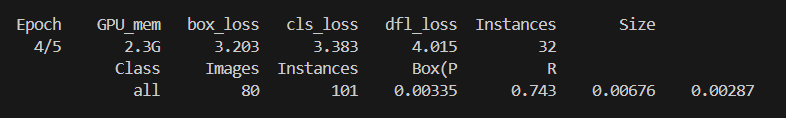 Epoch GPU_mem box_loss cls_loss dfl_loss Instances Size
4/5 2.3G 3.203 3.383 4.015 32
Class Images Instances Box(P R
all 80 101 0.00335 0.743 0.00676 0.00287